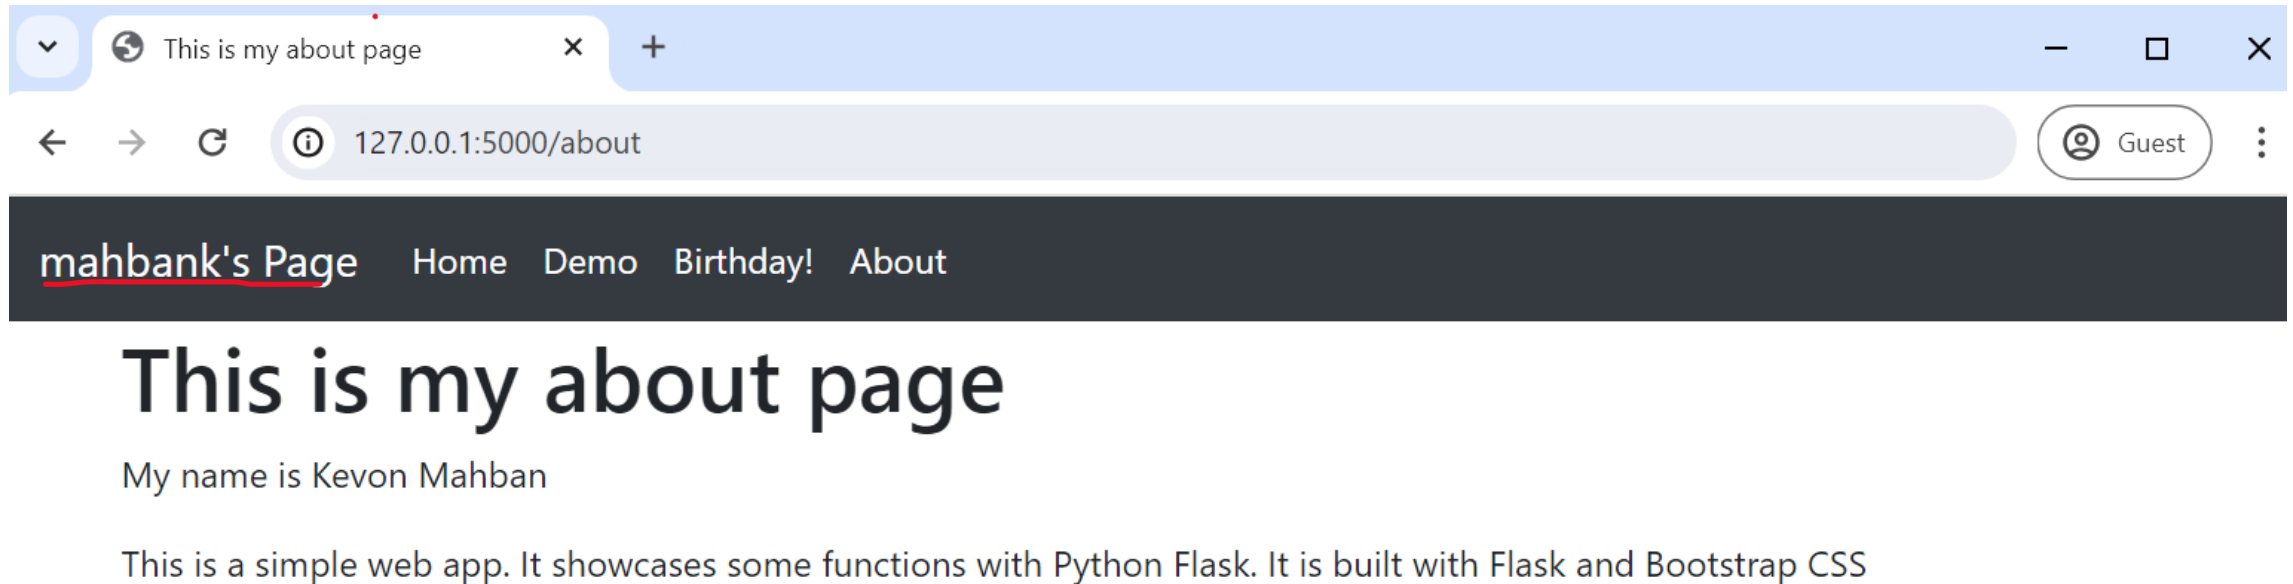 This is my about page
127.0.0.1:5000/about
Guest
mahbank's Page Home Demo Birthday! About
This is my about page
My name is Kevon Mahban
This is a simple web app. It showcases some functions with Python Flask. It is built with Flask and Bootstrap CSS